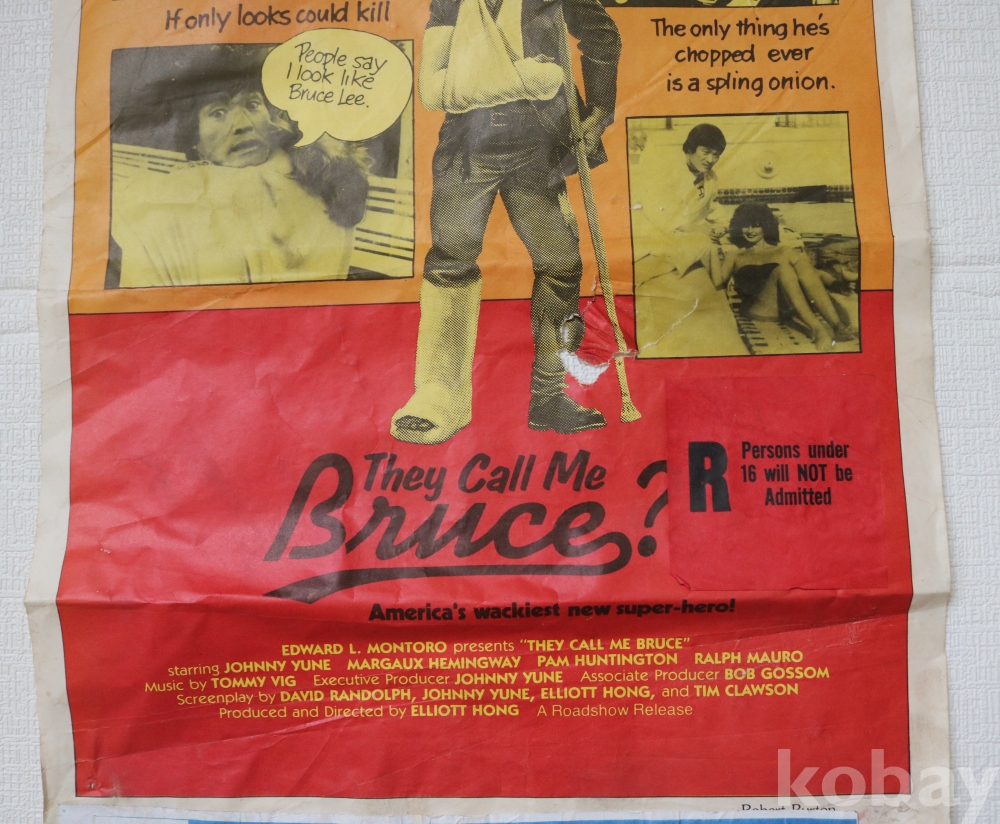 If only looks could kill
People say
I look like
Bruce Lee.
The only thing he's
chopped ever
is a spling onion.
They Call Me
Bruce?
R
Persons under
16 will NOT be
Admitted
America's wackiest new super-hero!
EDWARD L. MONTORO presents "THEY CALL ME BRUCE"
starring JOHNNY YUNE MARGAUX HEMINGWAY PAM HUNTINGTON RALPH MAURO
Music by TOMMY VIG Executive Producer JOHNNY YUNE Associate Producer BOB GOSSOM
Screenplay by DAVID RANDOLPH, JOHNNY YUNE, ELLIOTT HONG, and TIM CLAWSON
Produced and Directed by ELLIOTT HONG A Roadshow Release
kobay